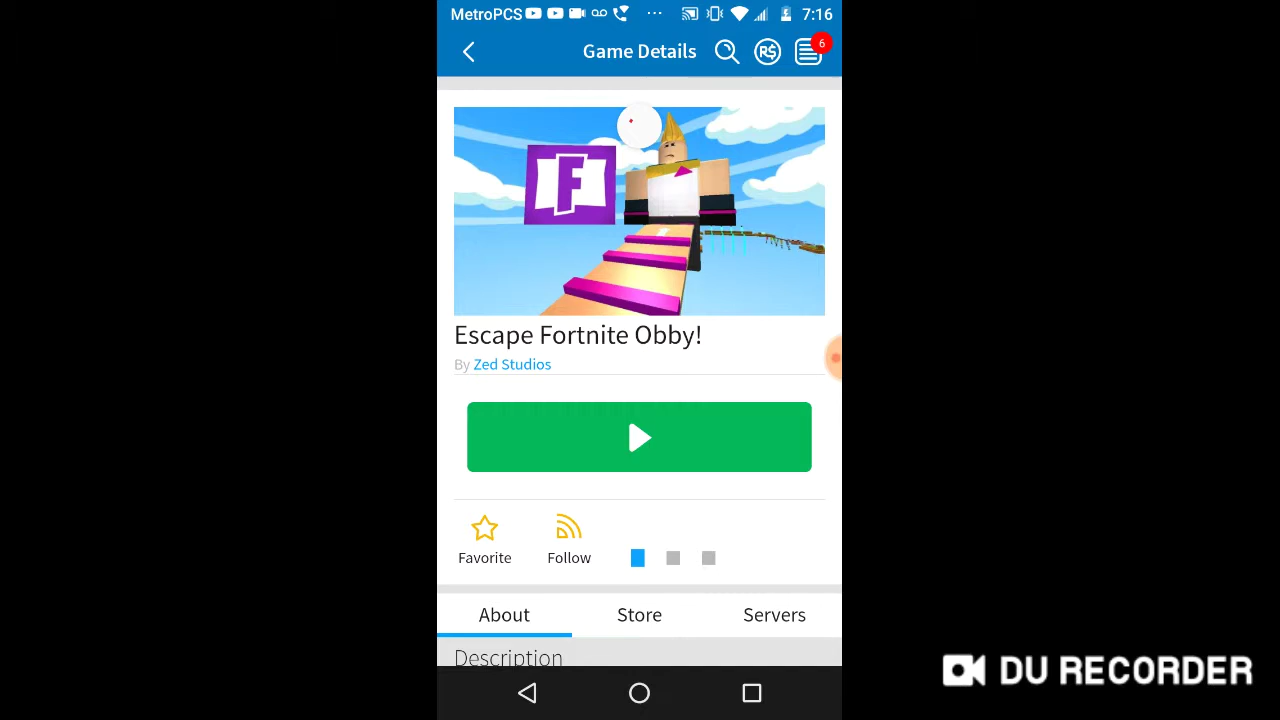 MetroPCS 7:16
Game Details R$ 6
F
Escape Fortnite Obby!
By Zed Studios
Favorite Follow
About Store Servers
Description
DU RECORDER